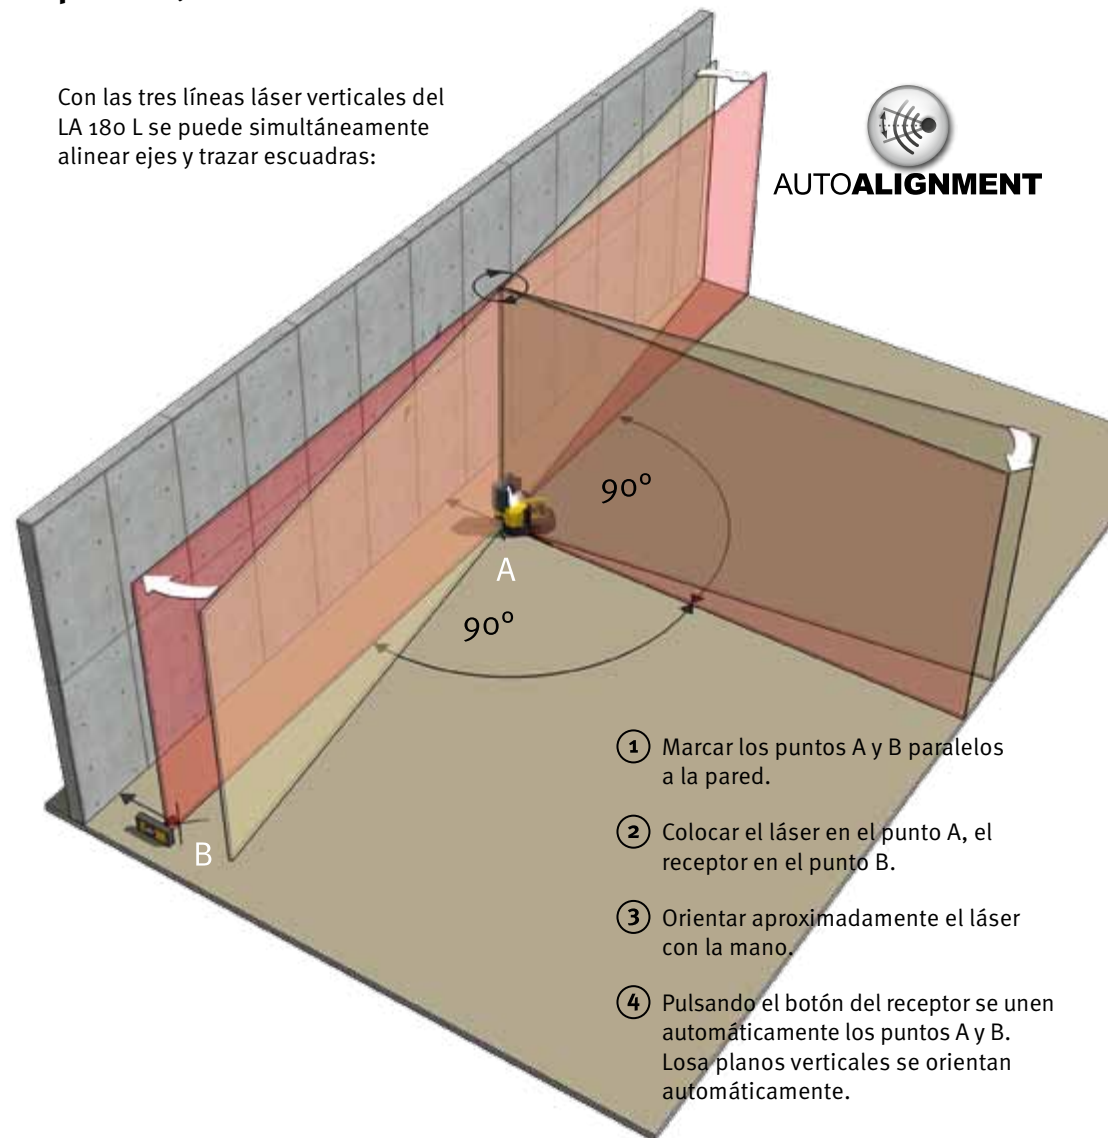 Con las tres líneas láser verticales del
LA 180 L se puede simultáneamente
alinear ejes y trazar escuadras:
AUTOALIGNMENT
90°
A
90°
B
1 Marcar los puntos A y B paralelos
a la pared.
2 Colocar el láser en el punto A, el
receptor en el punto B.
3 Orientar aproximadamente el láser
con la mano.
4 Pulsando el botón del receptor se unen
automáticamente los puntos A y B.
Losa planos verticales se orientan
automáticamente.